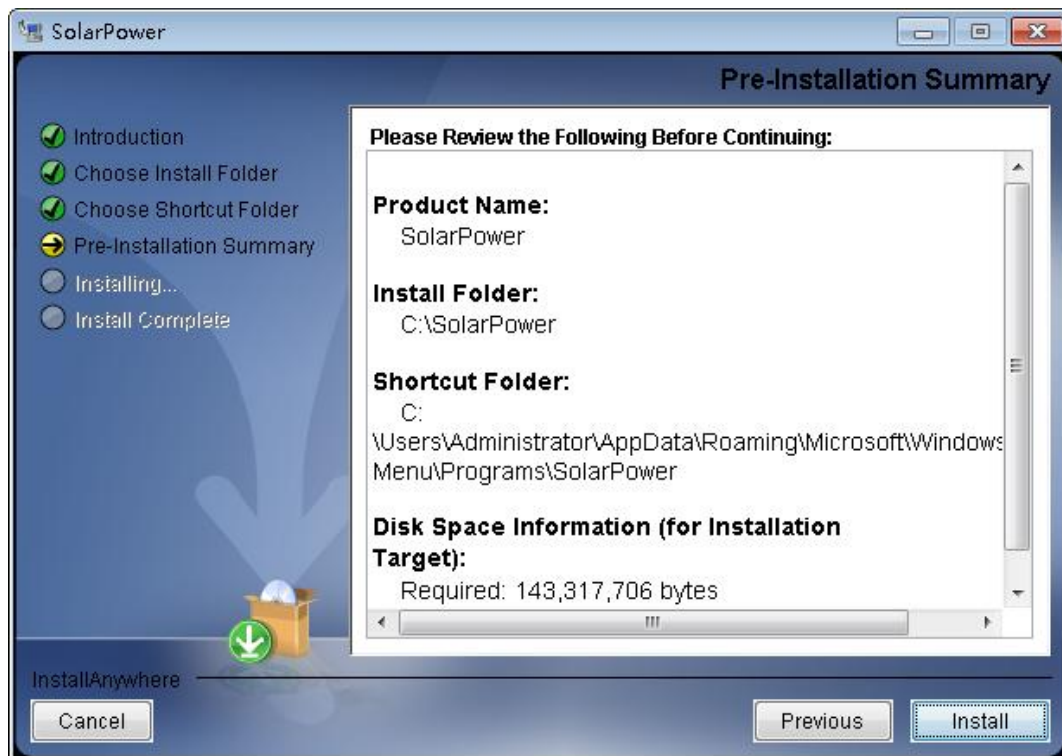 SolarPower
Pre-Installation Summary
Introduction
Choose Install Folder
Choose Shortcut Folder
Pre-Installation Summary
Installing...
Install Complete
Please Review the Following Before Continuing:
Product Name:
SolarPower
Install Folder:
C:\SolarPower
Shortcut Folder:
C:
\Users\Administrator\AppData\Roaming\Microsoft\Windows
Menu\Programs\SolarPower
Disk Space Information (for Installation
Target):
Required: 143,317,706 bytes
InstallAnywhere
Cancel
Previous
Install